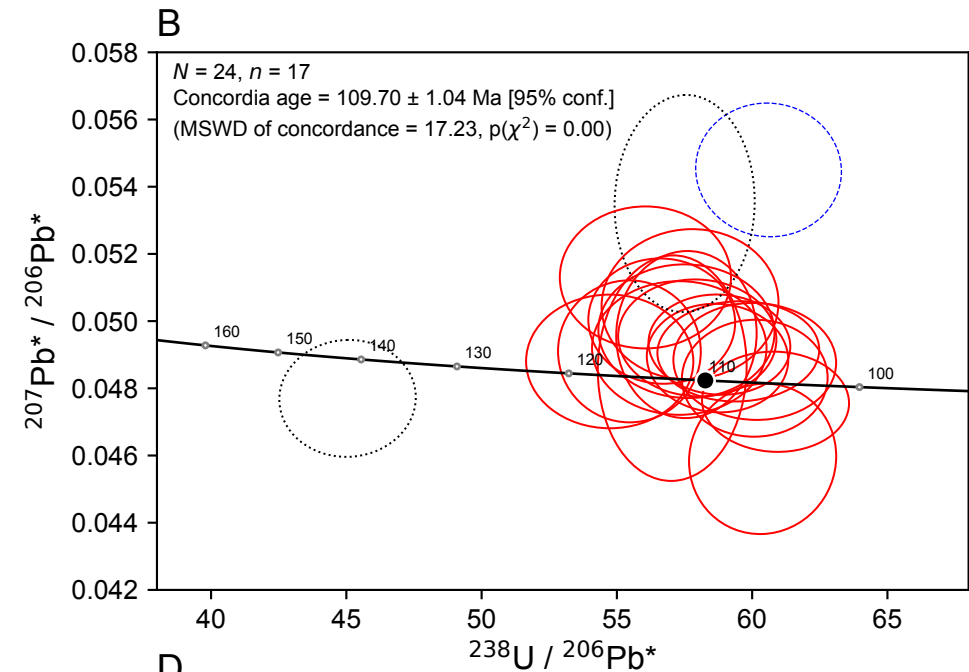 B
N = 24, n = 17
Concordia age = 109.70 ± 1.04 Ma [95% conf.]
(MSWD of concordance = 17.23, p(χ²) = 0.00)
0.058
0.056
0.054
0.052
0.050
0.048
0.046
0.044
0.042
²⁰⁷Pb* / ²⁰⁶Pb*
160
150
140
130
120
110
100
40 45 50 55 60 65
²³⁸U / ²⁰⁶Pb*
D